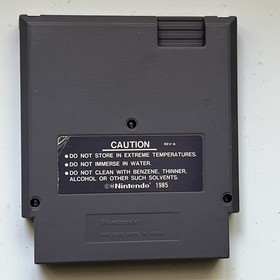 CAUTION REV-A
●DO NOT STORE IN EXTREME TEMPERATURES.
●DO NOT IMMERSE IN WATER.
●DO NOT CLEAN WITH BENZENE, THINNER,
ALCOHOL OR OTHER SUCH SOLVENTS.
©®Nintendo 1985
Nintendo